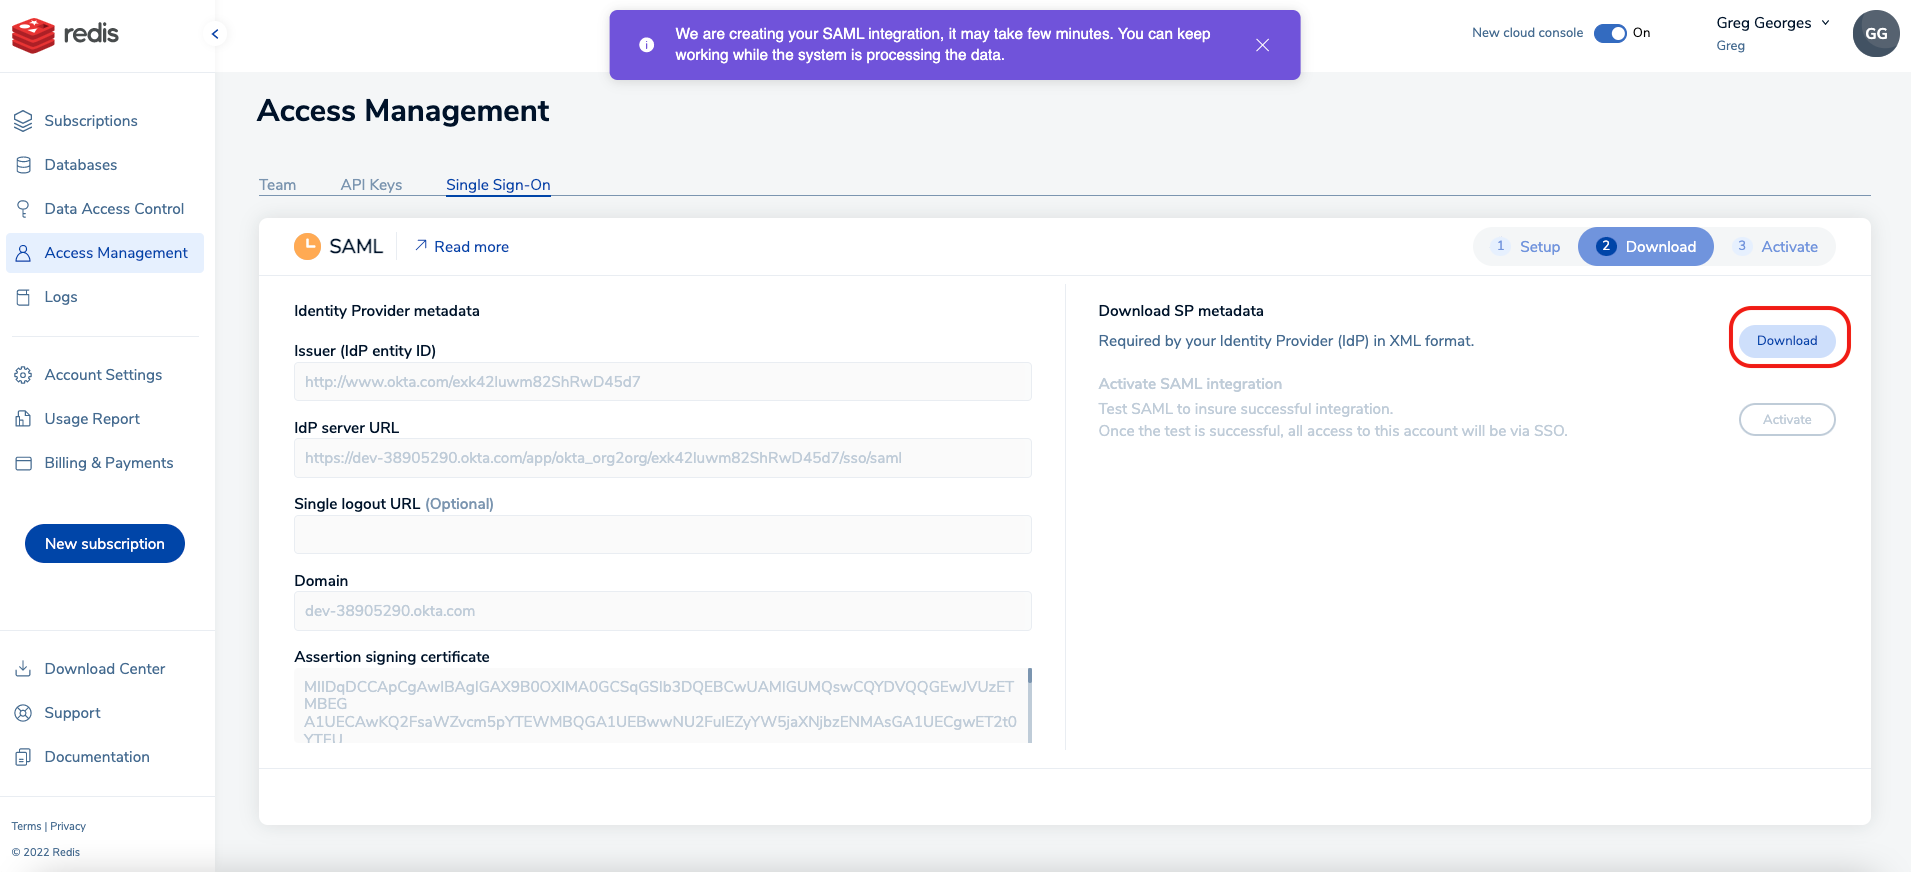 redis
We are creating your SAML integration, it may take few minutes. You can keep
working while the system is processing the data.
New cloud console
On
Greg Georges
Greg
GG
Subscriptions
Databases
Data Access Control
Access Management
Logs
Account Settings
Usage Report
Billing & Payments
New subscription
Download Center
Support
Documentation
Terms | Privacy
© 2022 Redis
Access Management
Team
API Keys
Single Sign-On
SAML
Read more
1 Setup
2 Download
3 Activate
Identity Provider metadata
Issuer (IdP entity ID)
http://www.okta.com/exk42luwm82ShRwD45d7
IdP server URL
https://dev-38905290.okta.com/app/okta_org2org/exk42luwm82ShRwD45d7/sso/saml
Single logout URL (Optional)
Domain
dev-38905290.okta.com
Assertion signing certificate
MIIDqDCCApCgAwIBAgIGAX9B0OXIMA0GCSqGSIb3DQEBCwUAMIGUMQswCQYDVQQGEwJVUzET
MBEG
A1UECAwKQ2FsaWZvcm5pYTEWMBQGA1UEBwwNU2FuIEZyYW5jaXNjbzENMAsGA1UECgwET2t0
YTEU
Download SP metadata
Required by your Identity Provider (IdP) in XML format.
Download
Activate SAML integration
Test SAML to insure successful integration.
Once the test is successful, all access to this account will be via SSO.
Activate